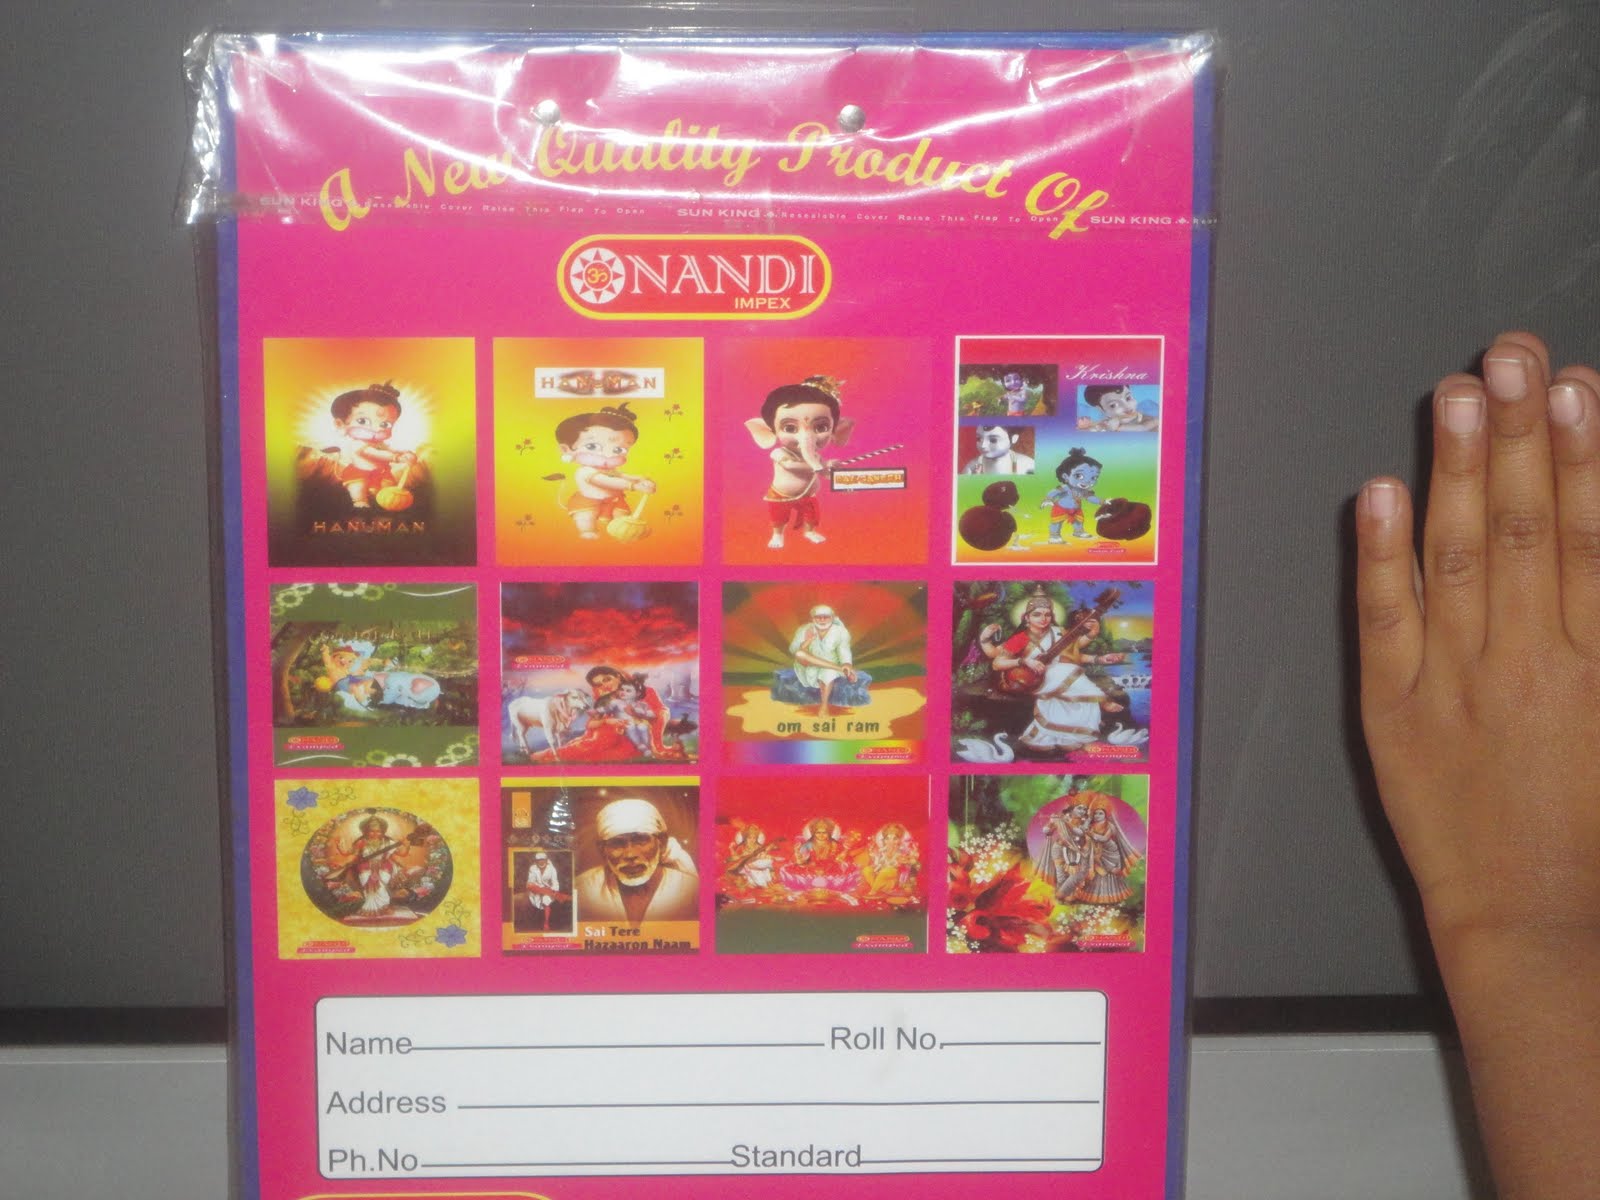 A New Quality Product Of
SUN KING Resealable Cover Raise This Flap To Open SUN KING Resealable Cover Raise This Flap To Open SUN KING
ॐ NANDI
IMPEX
HANUMAN
HANUMAN
Krishna
NANDI
om sai ram
NANDI
Sai Tere
Hazaaron Naam
Name Roll No.
Address
Ph.No Standard